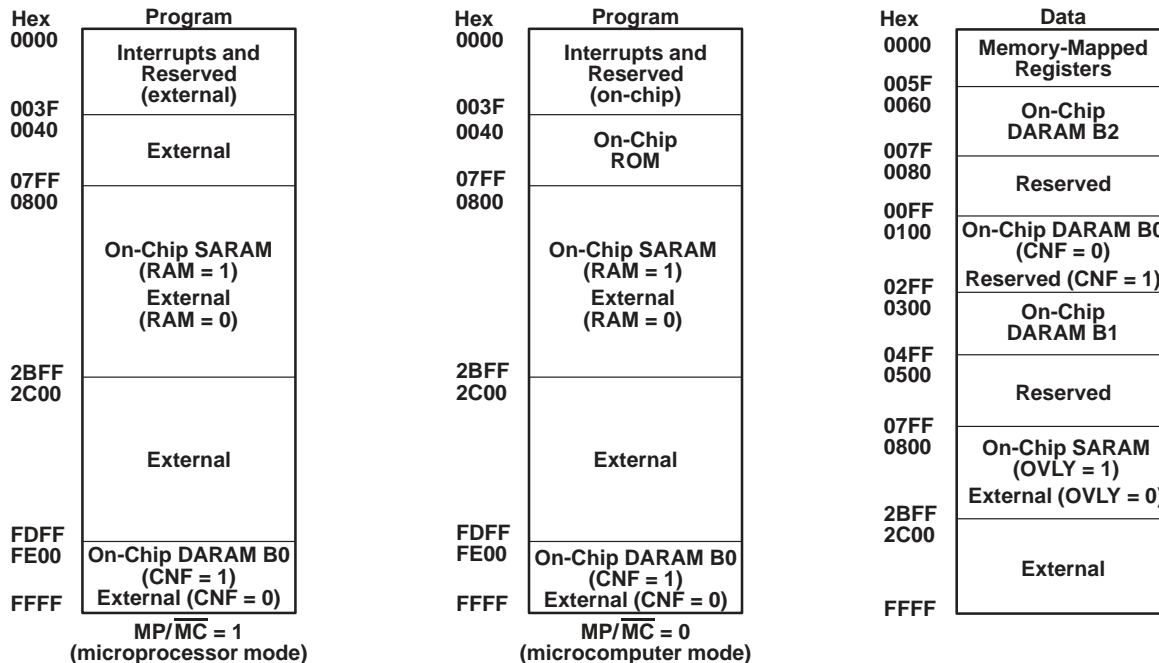 Hex
Program
0000
Interrupts and
Reserved
(external)
003F
0040
External
07FF
0800
On-Chip SARAM
(RAM = 1)
External
(RAM = 0)
2BFF
2C00
External
FDFF
FE00
On-Chip DARAM B0
(CNF = 1)
External (CNF = 0)
FFFF
MP/MC = 1
(microprocessor mode)
Hex
Program
0000
Interrupts and
Reserved
(on-chip)
003F
0040
On-Chip
ROM
07FF
0800
On-Chip SARAM
(RAM = 1)
External
(RAM = 0)
2BFF
2C00
External
FDFF
FE00
On-Chip DARAM B0
(CNF = 1)
External (CNF = 0)
FFFF
MP/MC = 0
(microcomputer mode)
Hex
Data
0000
Memory-Mapped
Registers
005F
0060
On-Chip
DARAM B2
007F
0080
Reserved
00FF
0100
On-Chip DARAM B0
(CNF = 0)
Reserved (CNF = 1)
02FF
0300
On-Chip
DARAM B1
04FF
0500
Reserved
07FF
0800
On-Chip SARAM
(OVLY = 1)
External (OVLY = 0)
2BFF
2C00
External
FFFF